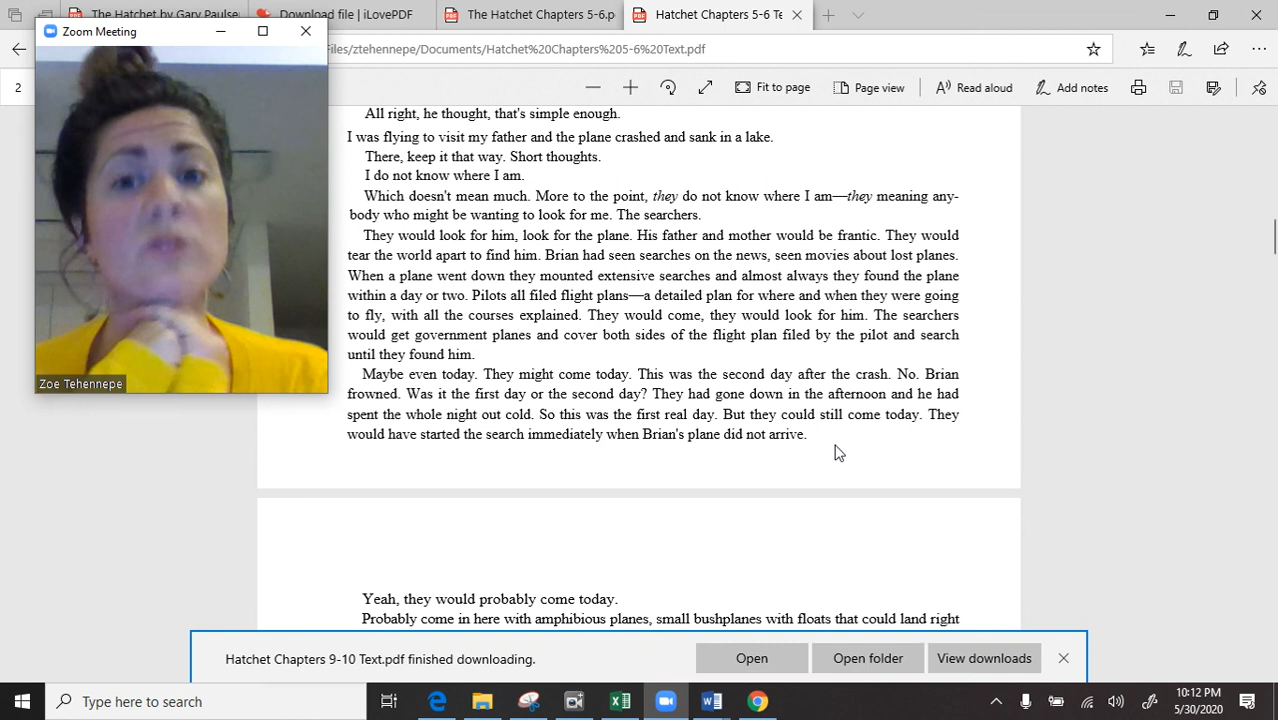 The Hatchet by Gary Paulse
Download file | iLovePDF
The Hatchet Chapters 5-6.p
Hatchet Chapters 5-6 Te
Zoom Meeting
Files/ztehennepe/Documents/Hatchet%20Chapters%205-6%20Text.pdf
2
Fit to page
Page view
Read aloud
Add notes
All right, he thought, that's simple enough.
I was flying to visit my father and the plane crashed and sank in a lake.
There, keep it that way. Short thoughts.
I do not know where I am.
Which doesn't mean much. More to the point, they do not know where I am—they meaning any-
body who might be wanting to look for me. The searchers.
They would look for him, look for the plane. His father and mother would be frantic. They would
tear the world apart to find him. Brian had seen searches on the news, seen movies about lost planes.
When a plane went down they mounted extensive searches and almost always they found the plane
within a day or two. Pilots all filed flight plans—a detailed plan for where and when they were going
to fly, with all the courses explained. They would come, they would look for him. The searchers
would get government planes and cover both sides of the flight plan filed by the pilot and search
until they found him.
Maybe even today. They might come today. This was the second day after the crash. No. Brian
frowned. Was it the first day or the second day? They had gone down in the afternoon and he had
spent the whole night out cold. So this was the first real day. But they could still come today. They
would have started the search immediately when Brian's plane did not arrive.
Zoe Tehennepe
Yeah, they would probably come today.
Probably come in here with amphibious planes, small bushplanes with floats that could land right
Hatchet Chapters 9-10 Text.pdf finished downloading.
Open
Open folder
View downloads
Type here to search
10:12 PM
5/30/2020